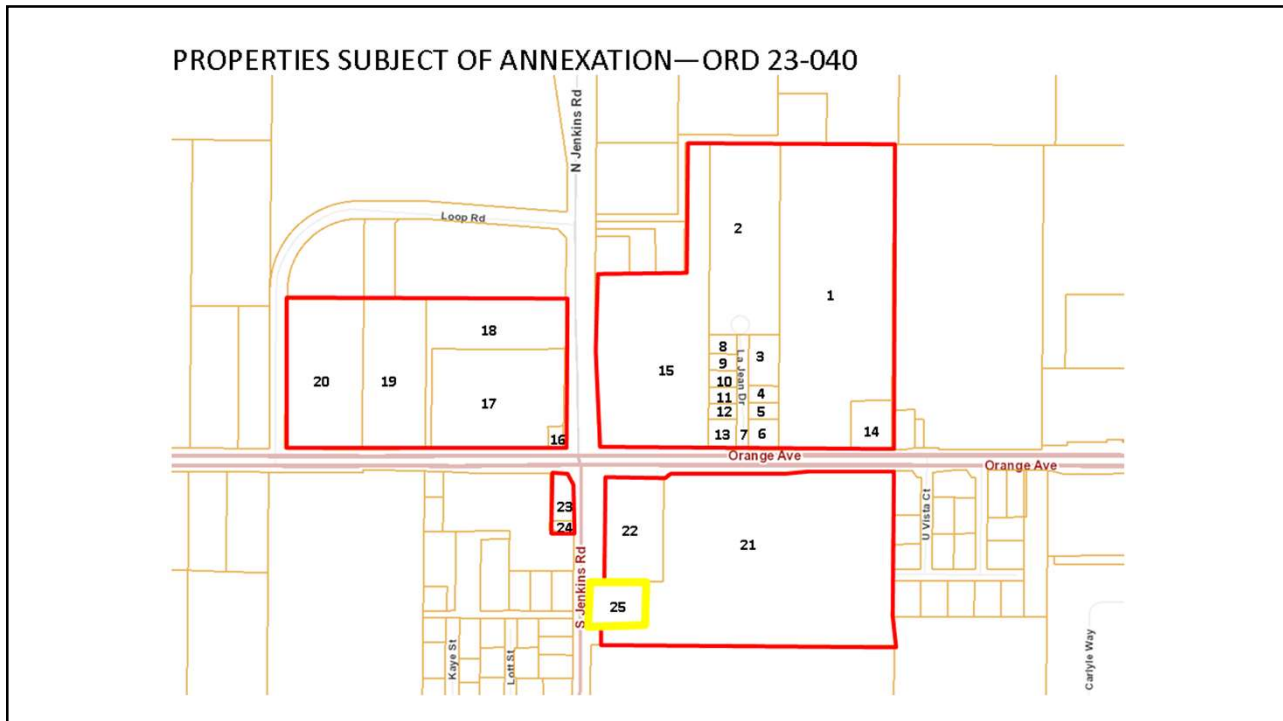 PROPERTIES SUBJECT OF ANNEXATION—ORD 23-040
N Jenkins Rd
Loop Rd
2
1
18
20
19
17
16
15
8
9
10
11
12
13
La Jean Dr
3
4
5
6
7
14
Orange Ave
Orange Ave
23
24
22
21
25
S Jenkins Rd
U Vista Ct
Kaye St
Lott St
Carlyle Way